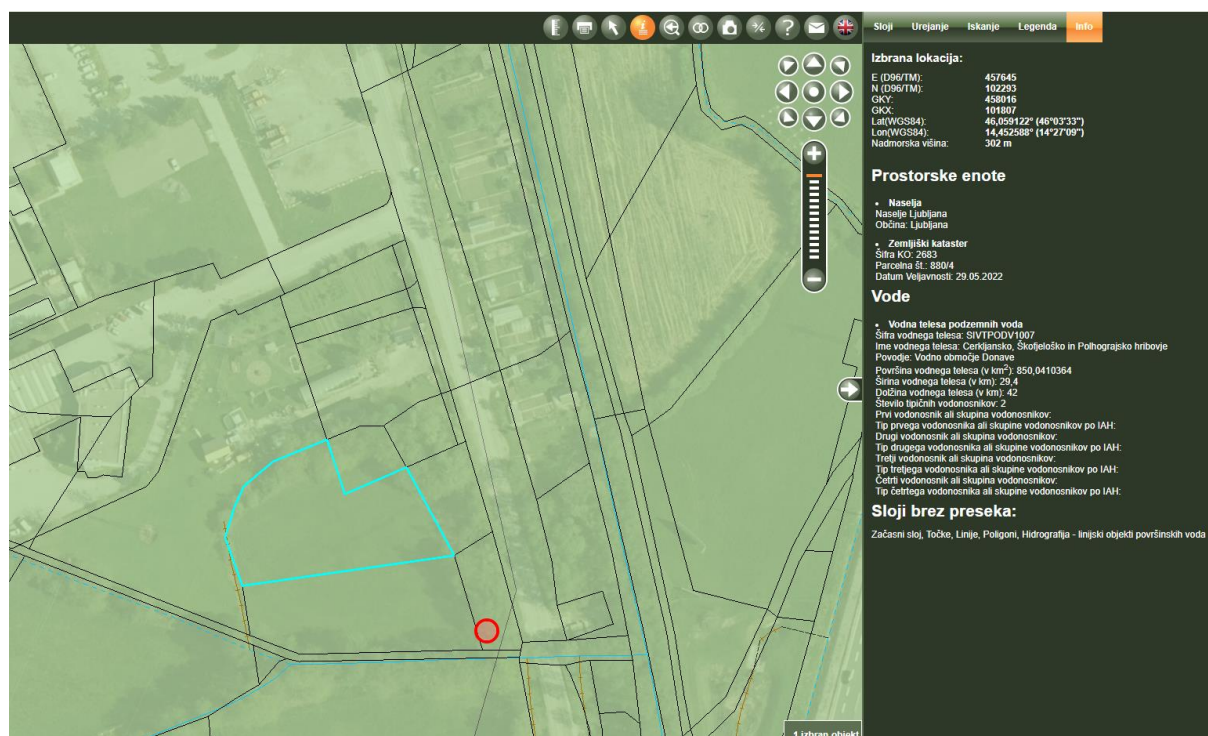 Sloji Urejanje Iskanje Legenda Info
Izbrana lokacija:
E (D96/TM): 457645
N (D96/TM): 102293
GKY: 458016
GKX: 101807
Lat(WGS84): 46,059122° (46°03'33")
Lon(WGS84): 14,452588° (14°27'09")
Nadmorska višina: 302 m
Prostorske enote
• Naselja
Naselje Ljubljana
Občina: Ljubljana
• Zemljiški kataster
Šifra KO: 2683
Parcelna št.: 880/4
Datum Veljavnosti: 29.05.2022
Vode
• Vodna telesa podzemnih voda
Šifra vodnega telesa: SIVTPODV1007
Ime vodnega telesa: Cerkljansko, Škofjeloško in Polhograjsko hribovje
Povodje: Vodno območje Donave
Površina vodnega telesa (v km²): 850,0410364
Širina vodnega telesa (v km): 29,4
Dolžina vodnega telesa (v km): 42
Število tipičnih vodonosnikov: 2
Prvi vodonosnik ali skupina vodonosnikov:
Tip prvega vodonosnika ali skupine vodonosnikov po IAH:
Drugi vodonosnik ali skupina vodonosnikov:
Tip drugega vodonosnika ali skupine vodonosnikov po IAH:
Tretji vodonosnik ali skupina vodonosnikov:
Tip tretjega vodonosnika ali skupine vodonosnikov po IAH:
Četrti vodonosnik ali skupina vodonosnikov:
Tip četrtega vodonosnika ali skupine vodonosnikov po IAH:
Sloji brez preseka:
Začasni sloj, Točke, Linije, Poligoni, Hidrografija - linijski objekti površinskih voda
1 izbran objekt